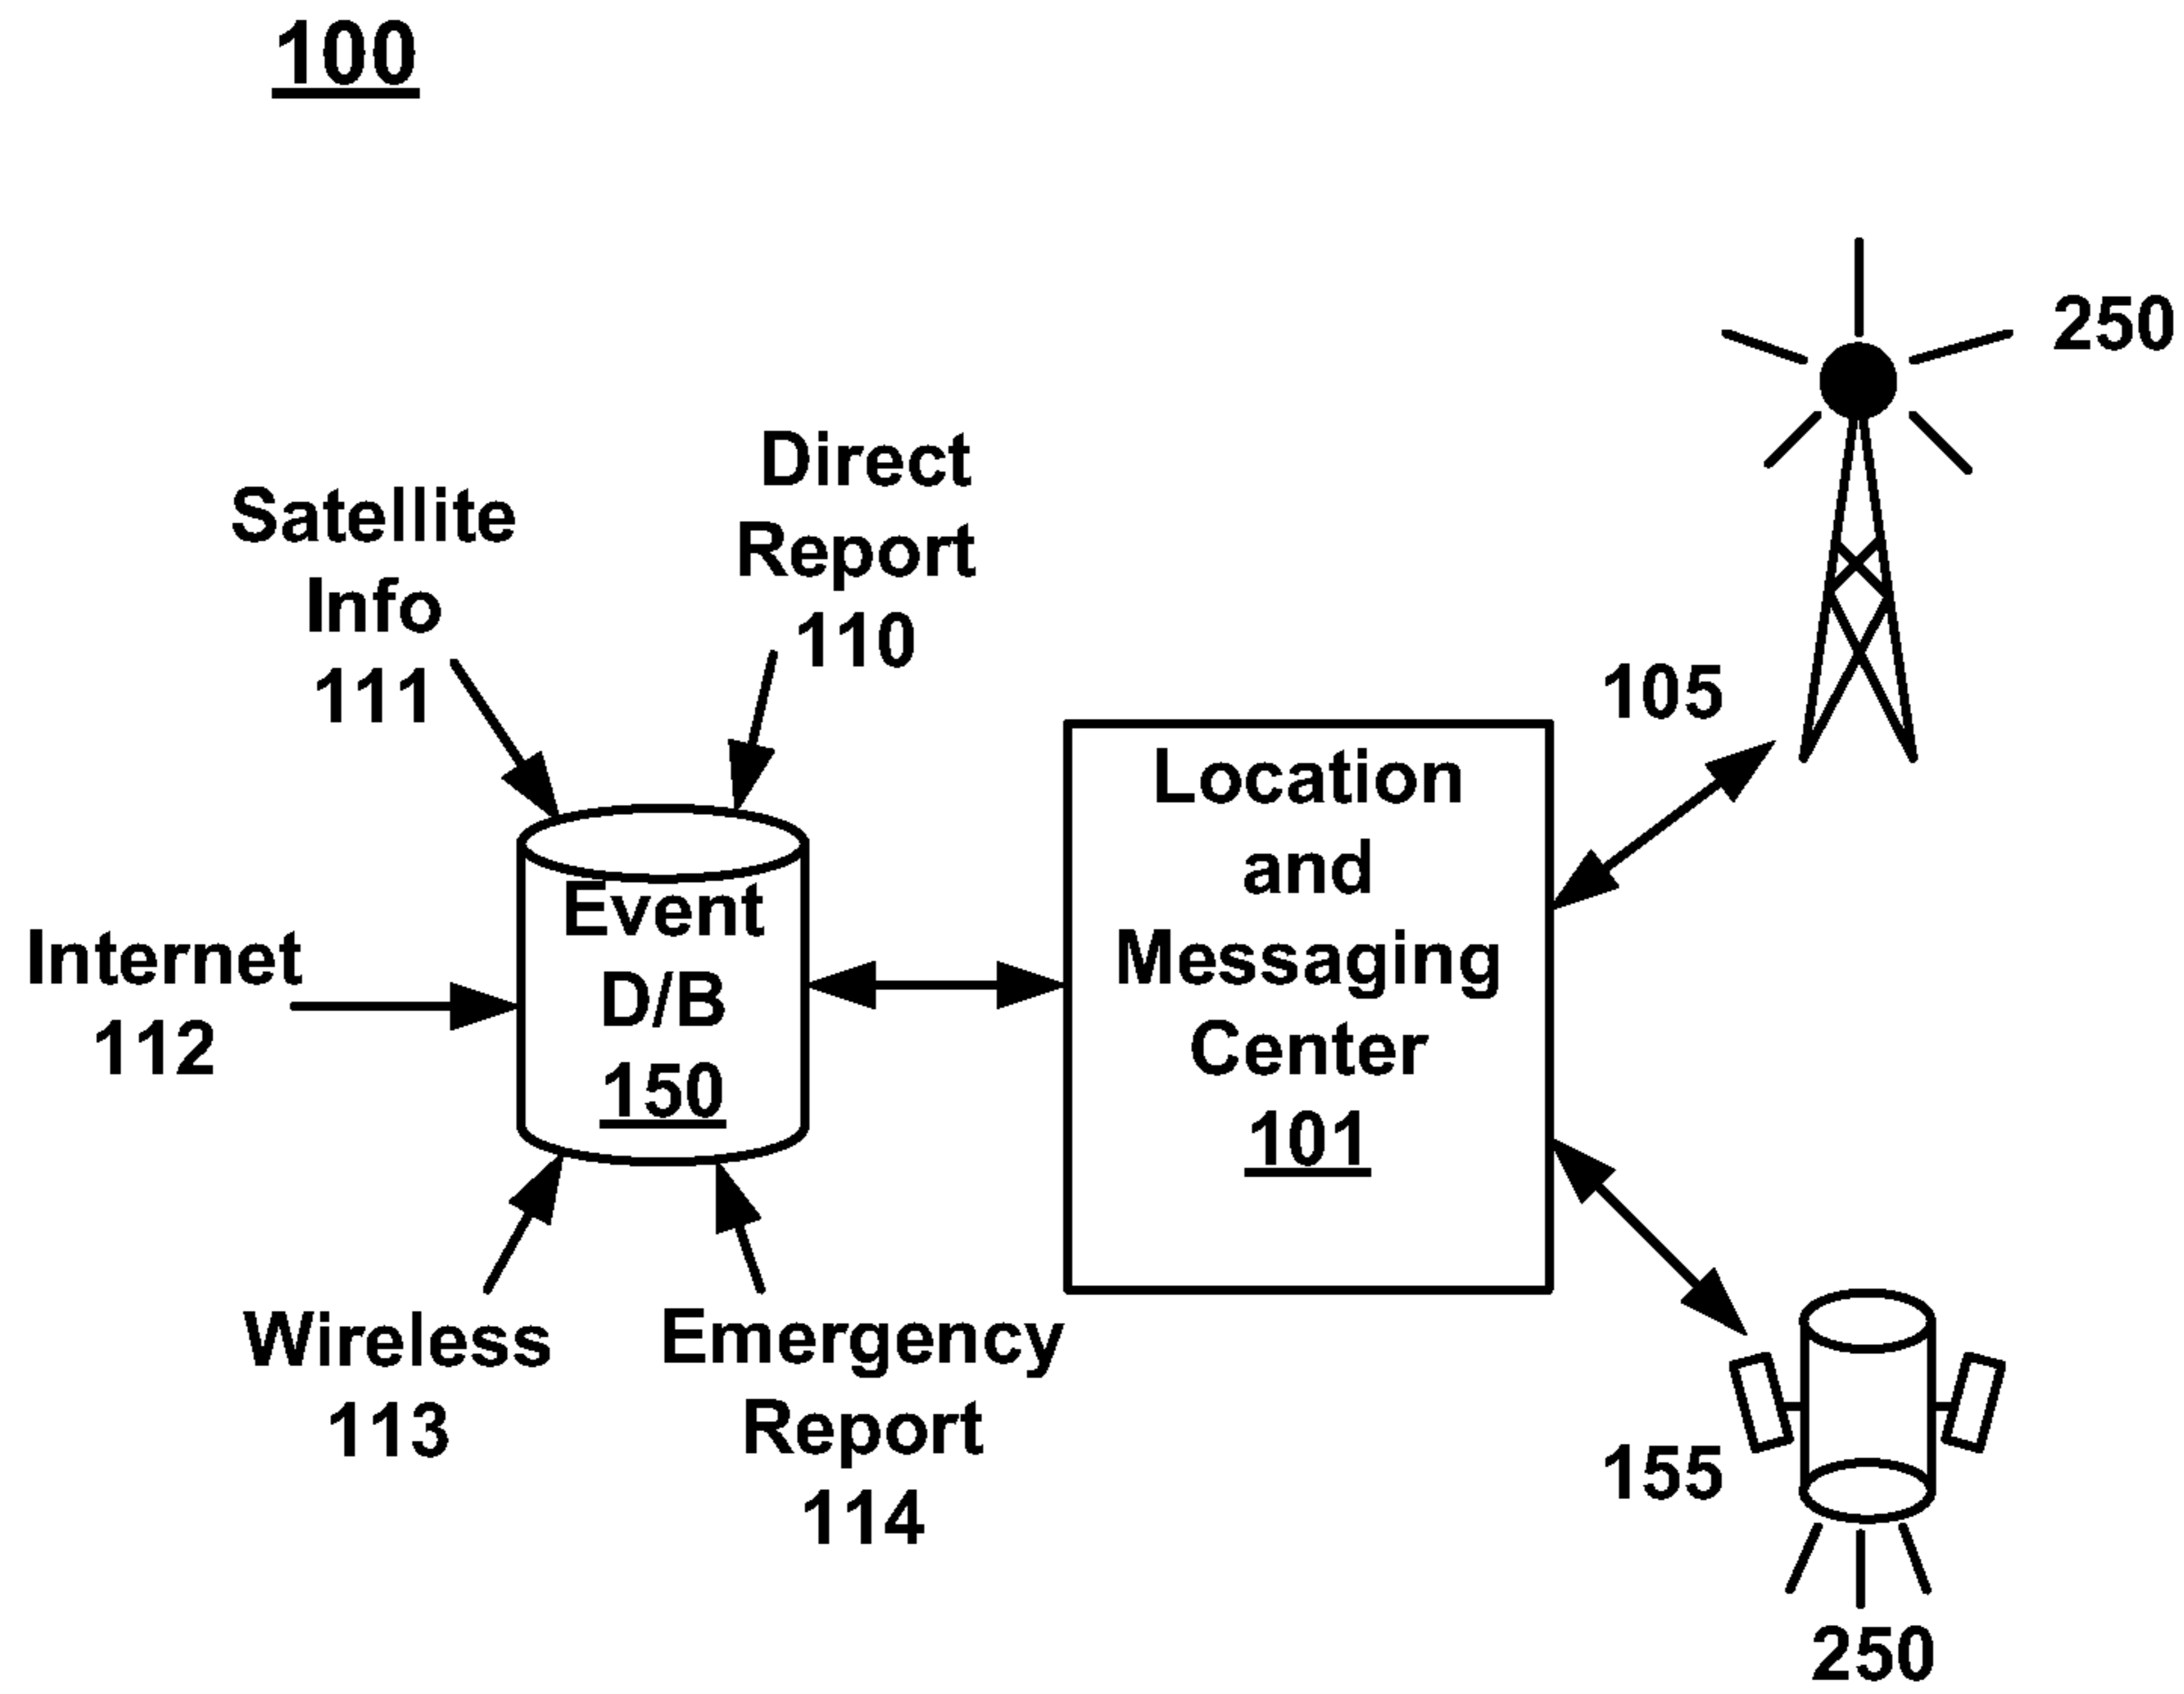 100
250
Direct
Report
110
Satellite
Info
111
105
Location
and
Messaging
Center
101
Event
D/B
150
Internet
112
Wireless
113
Emergency
Report
114
155
250